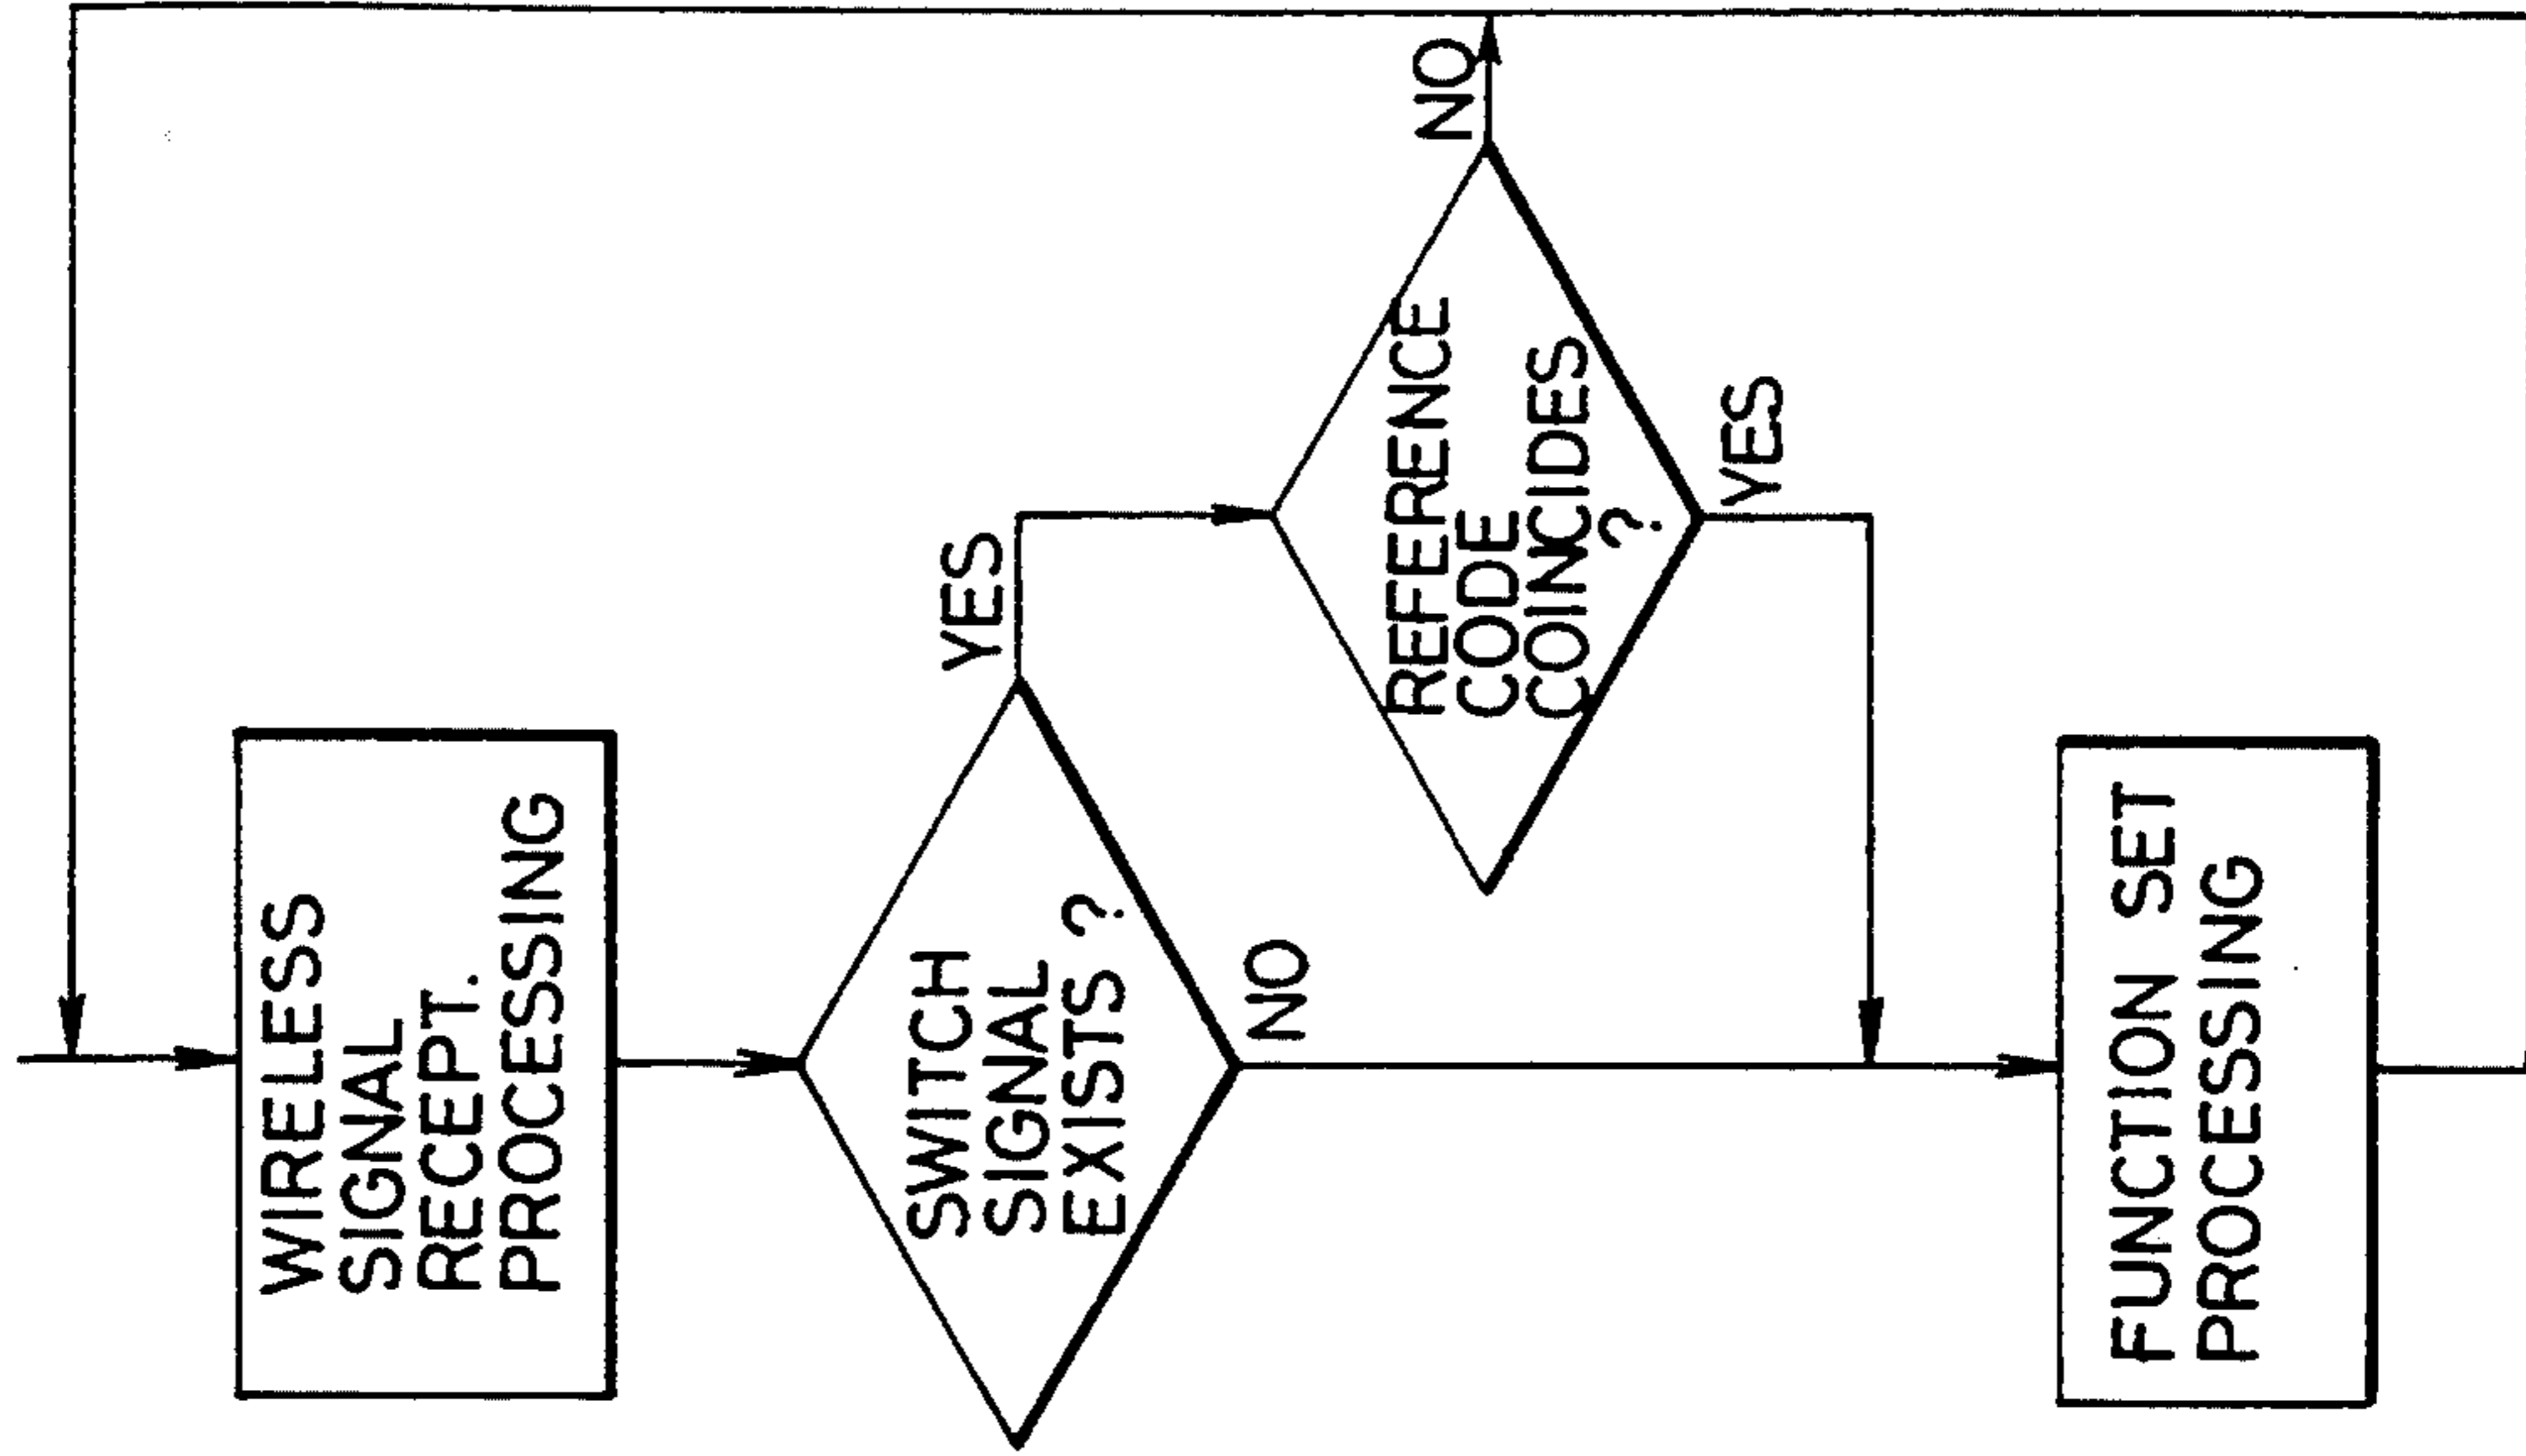 WIRELESS
SIGNAL
RECEPT.
PROCESSING
SWITCH
SIGNAL
EXISTS ?
YES
NO
REFERENCE
CODE
COINCIDES
?
NO
YES
FUNCTION SET
PROCESSING